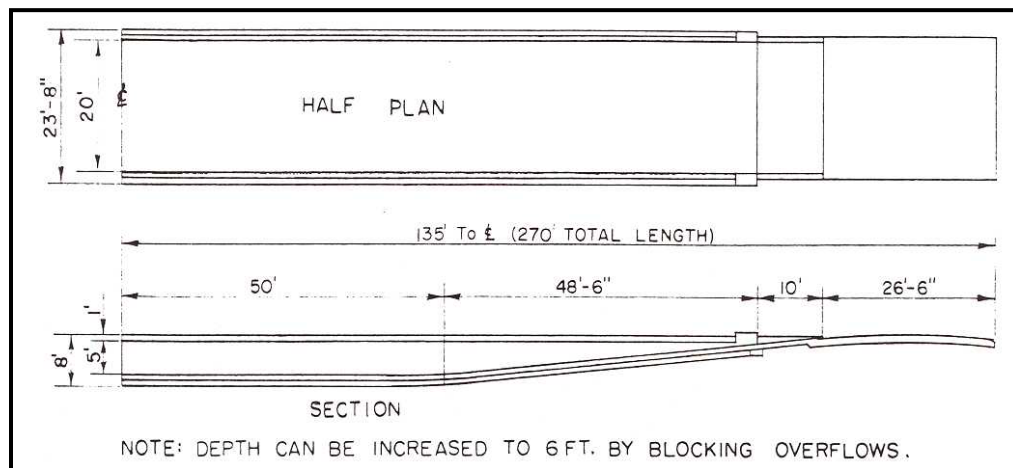 23'-8"
20'
℄
HALF PLAN
135' To ℄ (270' TOTAL LENGTH)
50'
48'-6"
10'
26'-6"
1'
8'
5'
SECTION
NOTE: DEPTH CAN BE INCREASED TO 6 FT. BY BLOCKING OVERFLOWS.